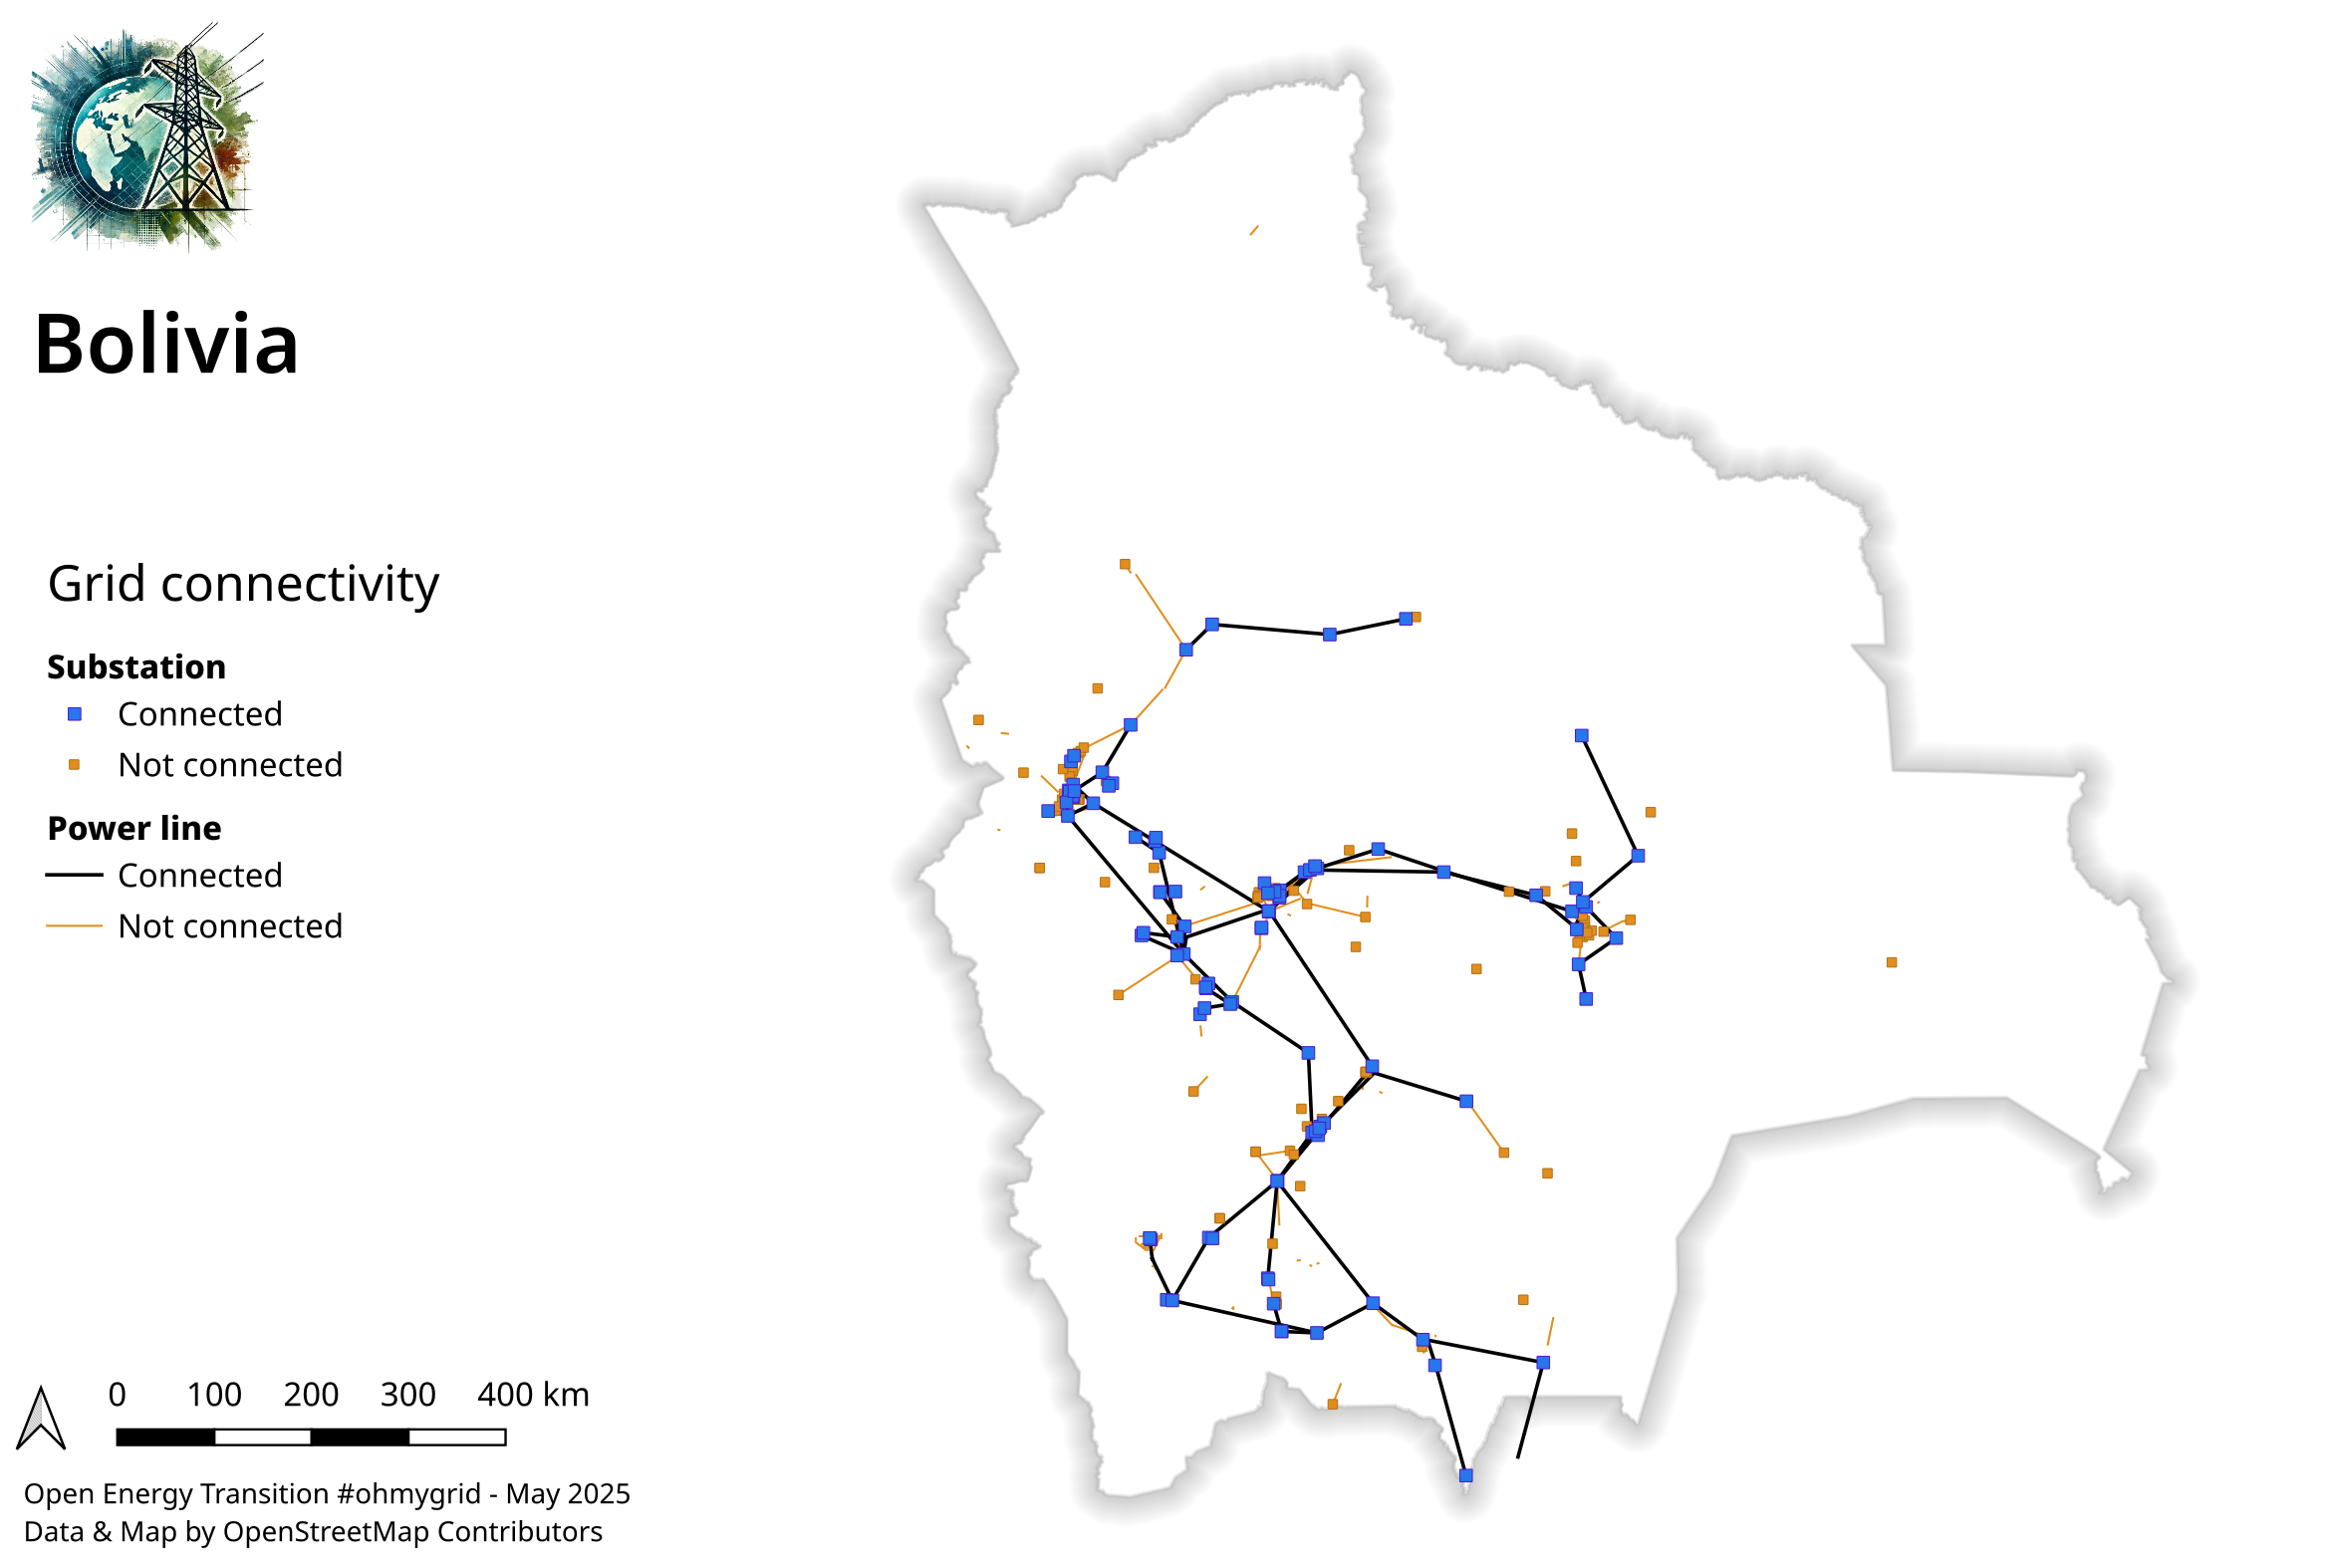 Bolivia
Grid connectivity
Substation
Connected
Not connected
Power line
Connected
Not connected
0 100 200 300 400 km
Open Energy Transition #ohmygrid - May 2025
Data & Map by OpenStreetMap Contributors